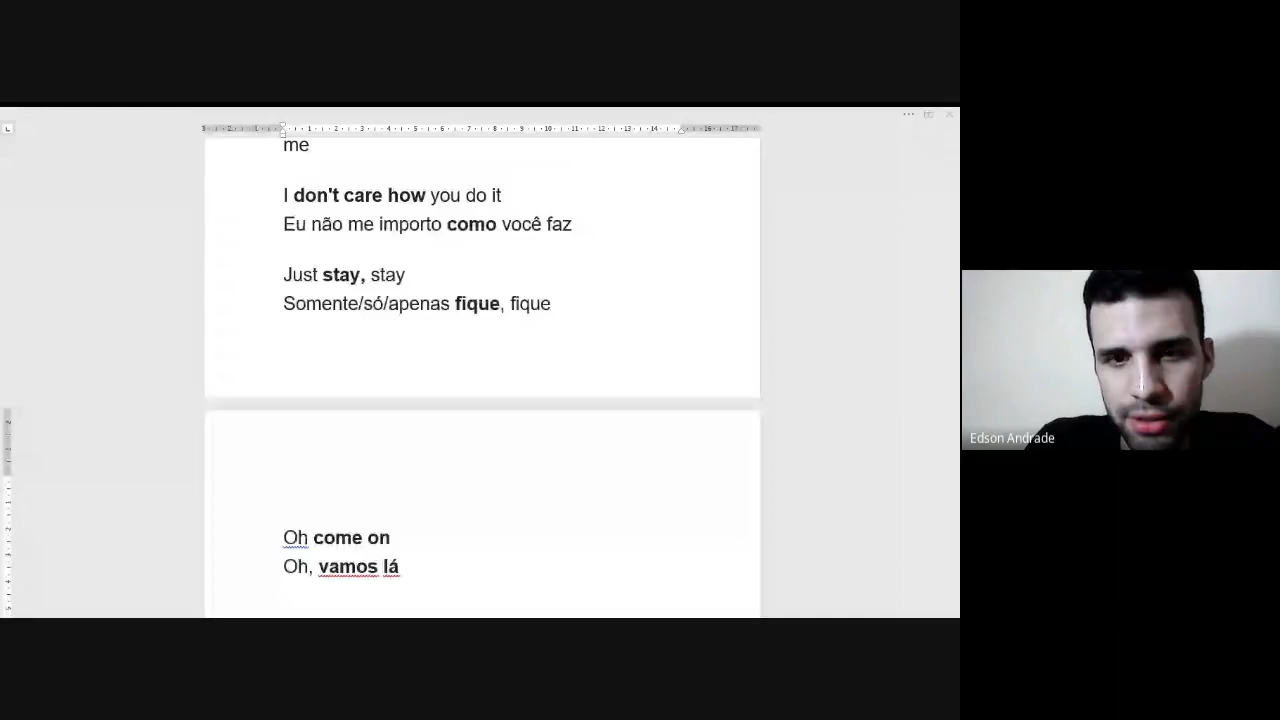 me
I don't care how you do it
Eu não me importo como você faz
Just stay, stay
Somente/só/apenas fique, fique
Oh come on
Oh, vamos lá
Edson Andrade